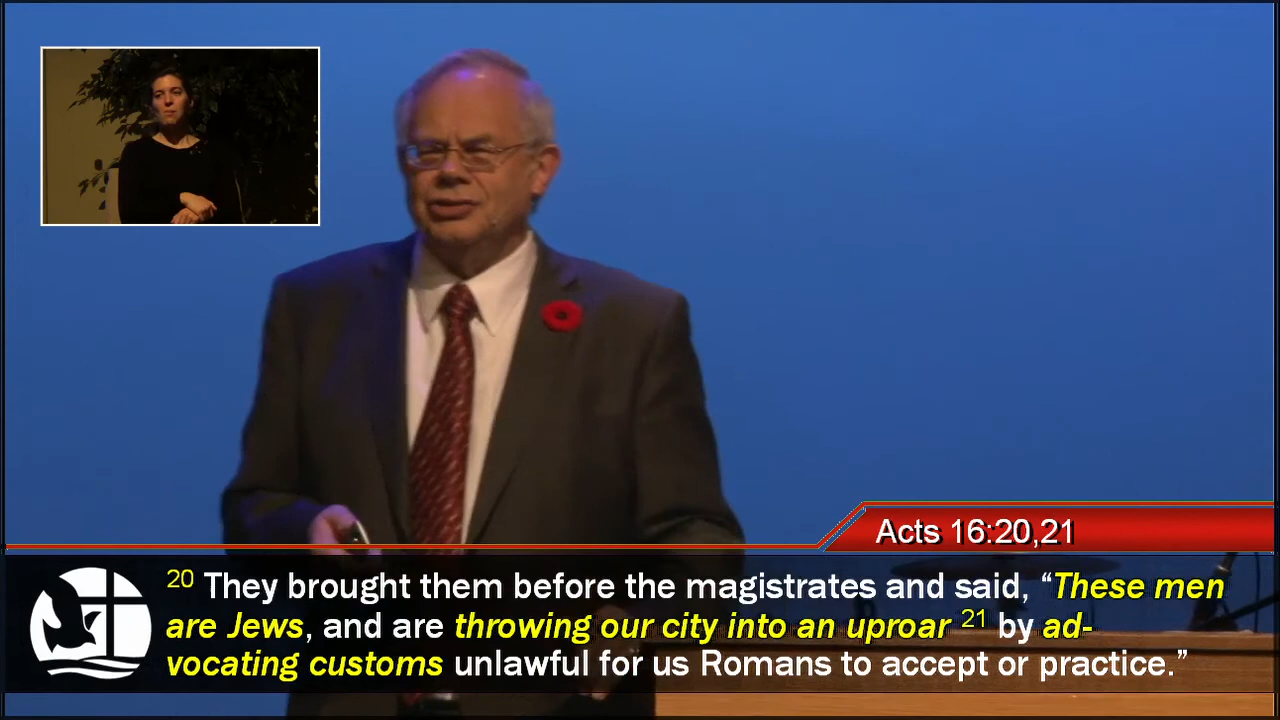 Acts 16:20,21
20 They brought them before the magistrates and said, “These men
are Jews, and are throwing our city into an uproar 21 by ad-
vocating customs unlawful for us Romans to accept or practice.”